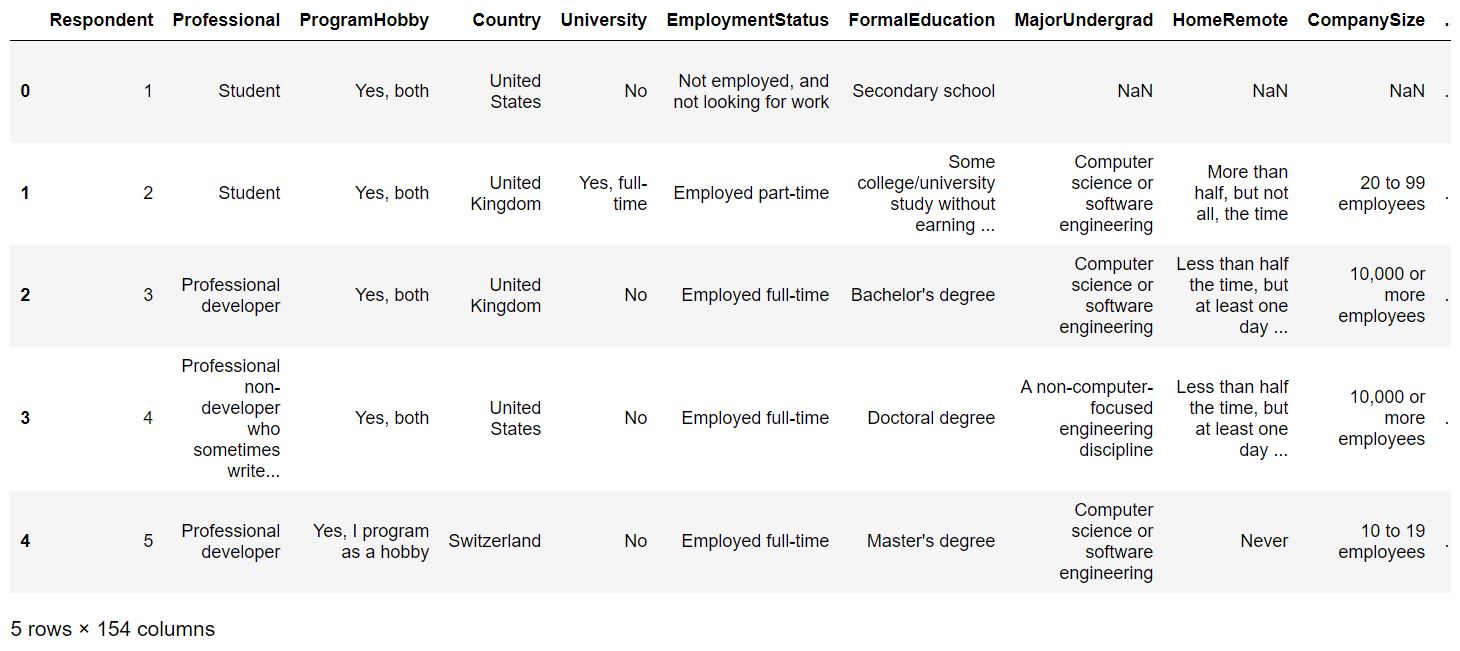 Respondent Professional ProgramHobby Country University EmploymentStatus FormalEducation MajorUndergrad HomeRemote CompanySize ..
0 1 Student Yes, both United States No Not employed, and not looking for work Secondary school NaN NaN NaN .
1 2 Student Yes, both United Kingdom Yes, full-time Employed part-time Some college/university study without earning ... Computer science or software engineering More than half, but not all, the time 20 to 99 employees .
2 3 Professional developer Yes, both United Kingdom No Employed full-time Bachelor's degree Computer science or software engineering Less than half the time, but at least one day ... 10,000 or more employees .
3 4 Professional non-developer who sometimes write... Yes, both United States No Employed full-time Doctoral degree A non-computer-focused engineering discipline Less than half the time, but at least one day ... 10,000 or more employees .
4 5 Professional developer Yes, I program as a hobby Switzerland No Employed full-time Master's degree Computer science or software engineering Never 10 to 19 employees .
5 rows × 154 columns